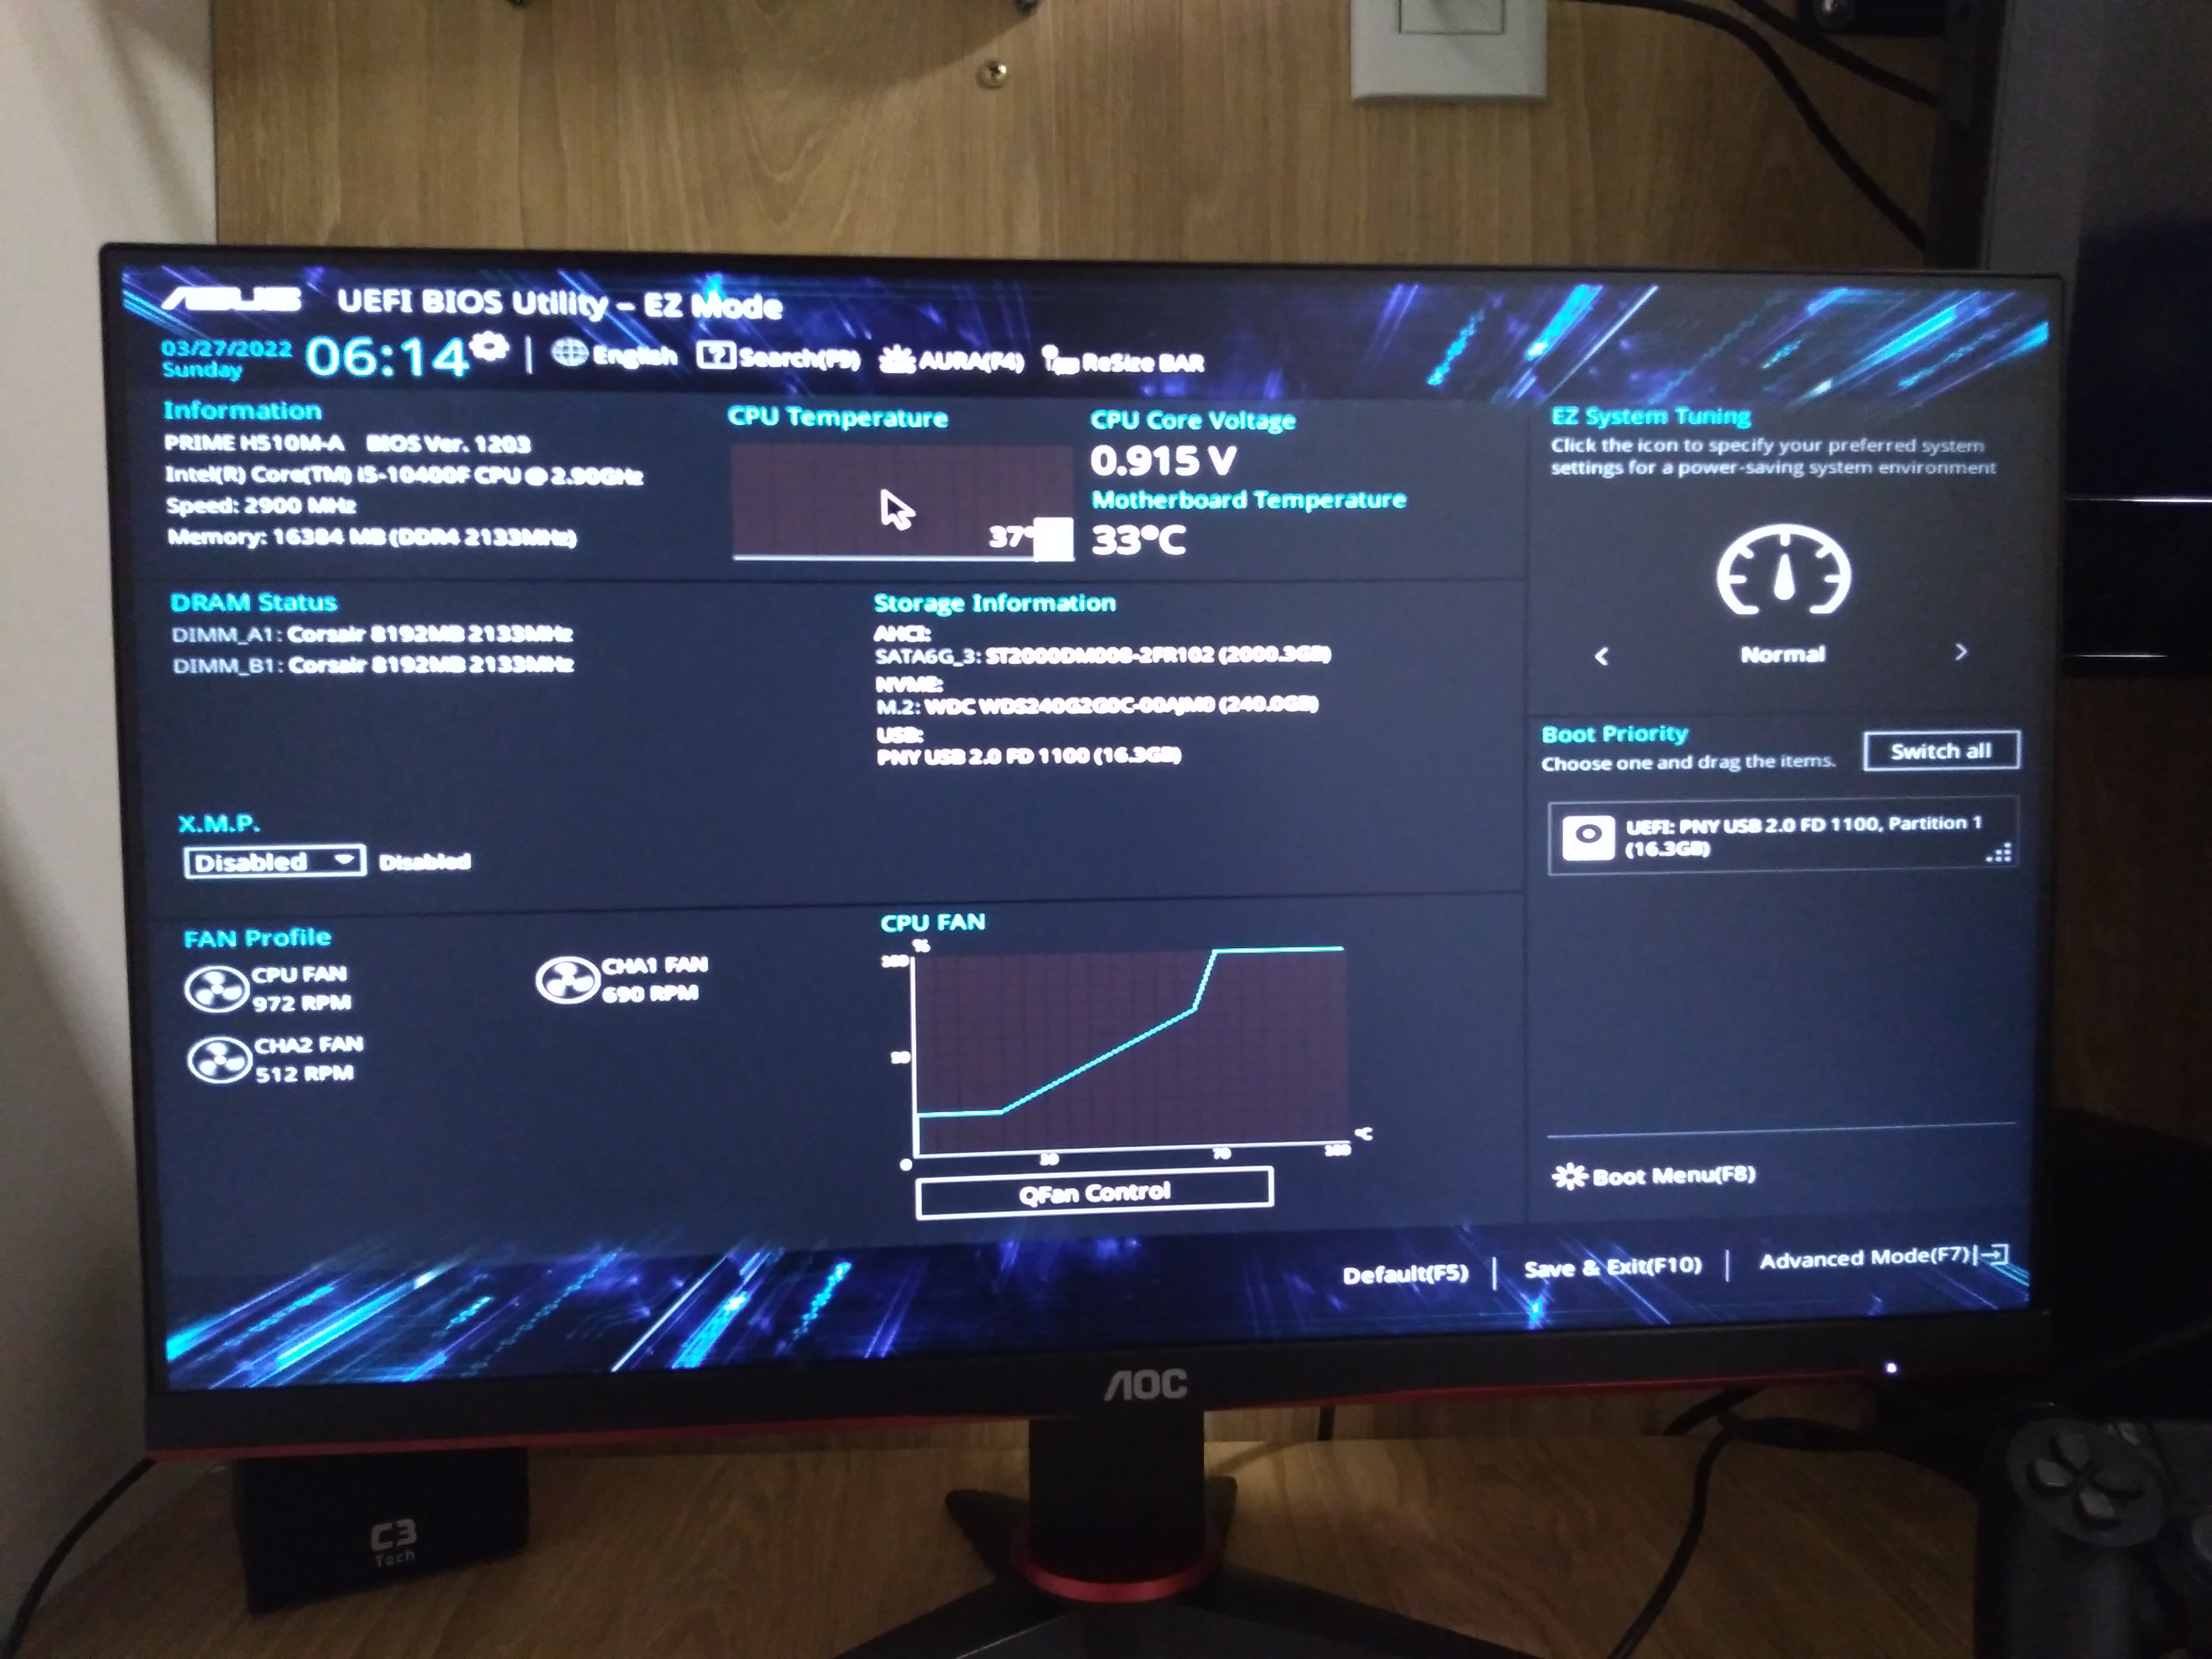 ASUS UEFI BIOS Utility – EZ Mode
03/27/2022
Sunday
06:14
English
Search(F9)
AURA(F4)
ReSize BAR
Information
PRIME H510M-A BIOS Ver. 1203
Intel(R) Core(TM) i5-10400F CPU @ 2.90GHz
Speed: 2900 MHz
Memory: 16384 MB (DDR4 2133MHz)
CPU Temperature
37°
CPU Core Voltage
0.915 V
Motherboard Temperature
33°C
EZ System Tuning
Click the icon to specify your preferred system
settings for a power-saving system environment
Normal
DRAM Status
DIMM_A1: Corsair 8192MB 2133MHz
DIMM_B1: Corsair 8192MB 2133MHz
Storage Information
AHCI:
SATA6G_3: ST2000DM008-2FR102 (2000.3GB)
NVME:
M.2: WDC WDS240G2G0C-00AJM0 (240.0GB)
USB:
PNY USB 2.0 FD 1100 (16.3GB)
Boot Priority
Choose one and drag the items.
Switch all
UEFI: PNY USB 2.0 FD 1100, Partition 1
(16.3GB)
X.M.P.
Disabled Disabled
FAN Profile
CPU FAN
972 RPM
CHA1 FAN
690 RPM
CHA2 FAN
512 RPM
CPU FAN
%
100
50
0
30
70
100
°C
QFan Control
Boot Menu(F8)
Default(F5)
Save & Exit(F10)
Advanced Mode(F7)
AOC
C3
Tech